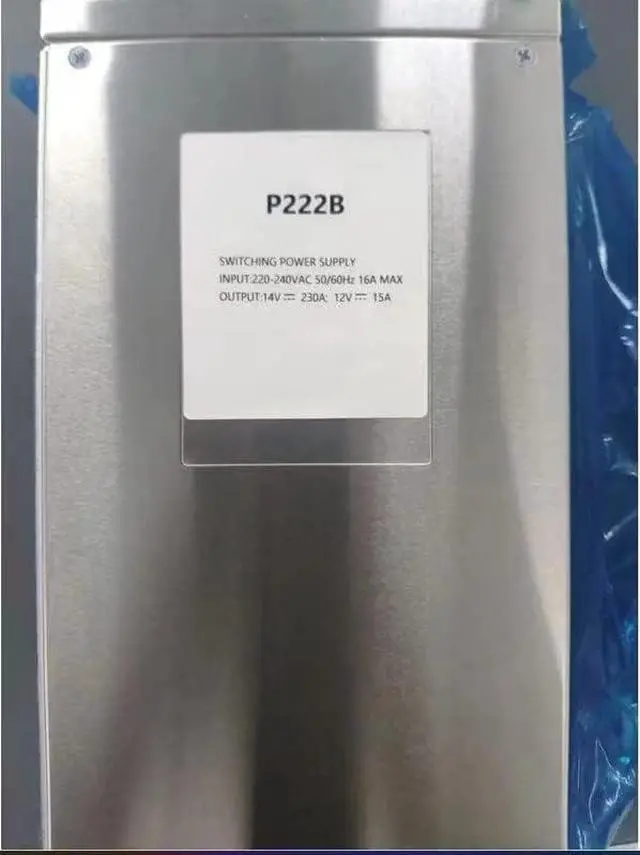 P222B
SWITCHING POWER SUPPLY
INPUT:220-240VAC 50/60Hz 16A MAX
OUTPUT:14V⎓ 230A; 12V⎓ 15A